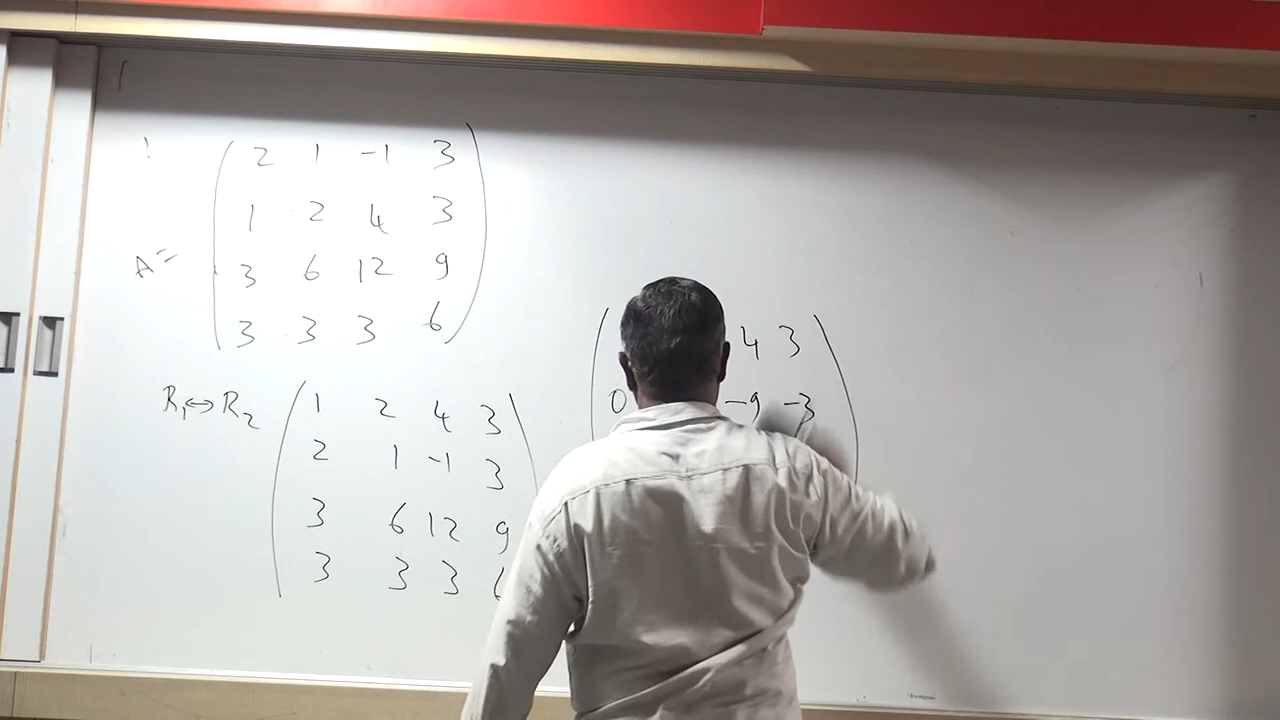 2 1 -1 3
1 2 4 3
A =
3 6 12 9
3 3 3 6
R1↔R2
1 2 4 3
2 1 -1 3
3 6 12 9
3 3 3
4 3
0 -9 -3